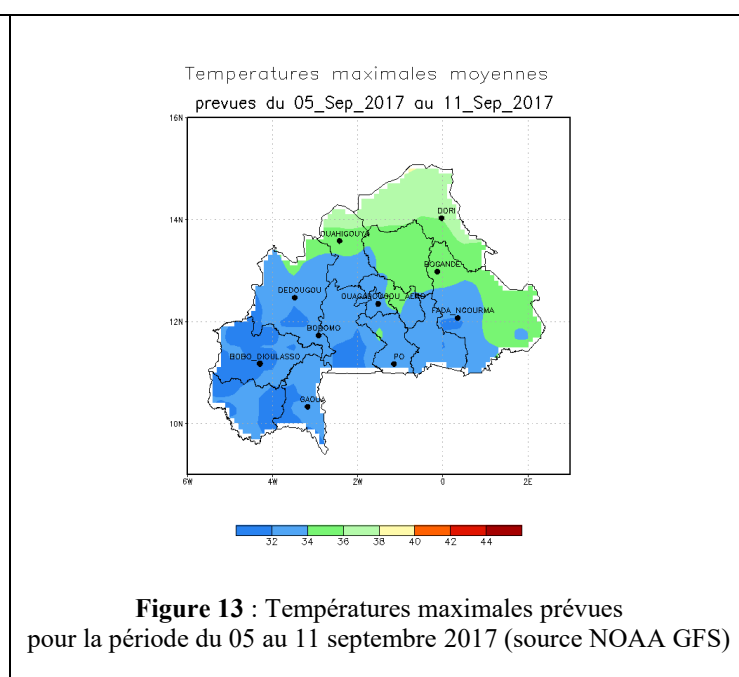 Temperatures maximales moyennes
prevues du 05_Sep_2017 au 11_Sep_2017
16N
14N
12N
10N
6W 4W 2W 0 2E
DORI
OUAHIGOUYA
BOGANDE
DEDOUGOU
OUAGADOUGOU_AERO
FADA_NGOURMA
BOROMO
BOBO_DIOULASSO
PO
GAOUA
32 34 36 38 40 42 44
Figure 13 : Températures maximales prévues
pour la période du 05 au 11 septembre 2017 (source NOAA GFS)